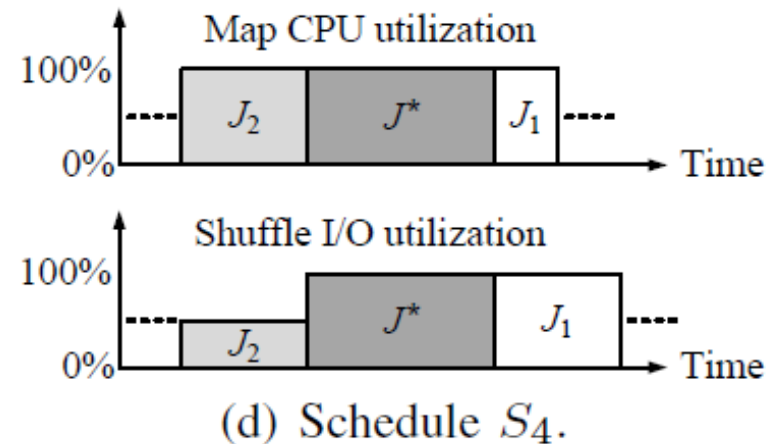 Map CPU utilization
100%
J2 J* J1
0% Time
Shuffle I/O utilization
100%
J2 J* J1
0% Time
(d) Schedule S4.